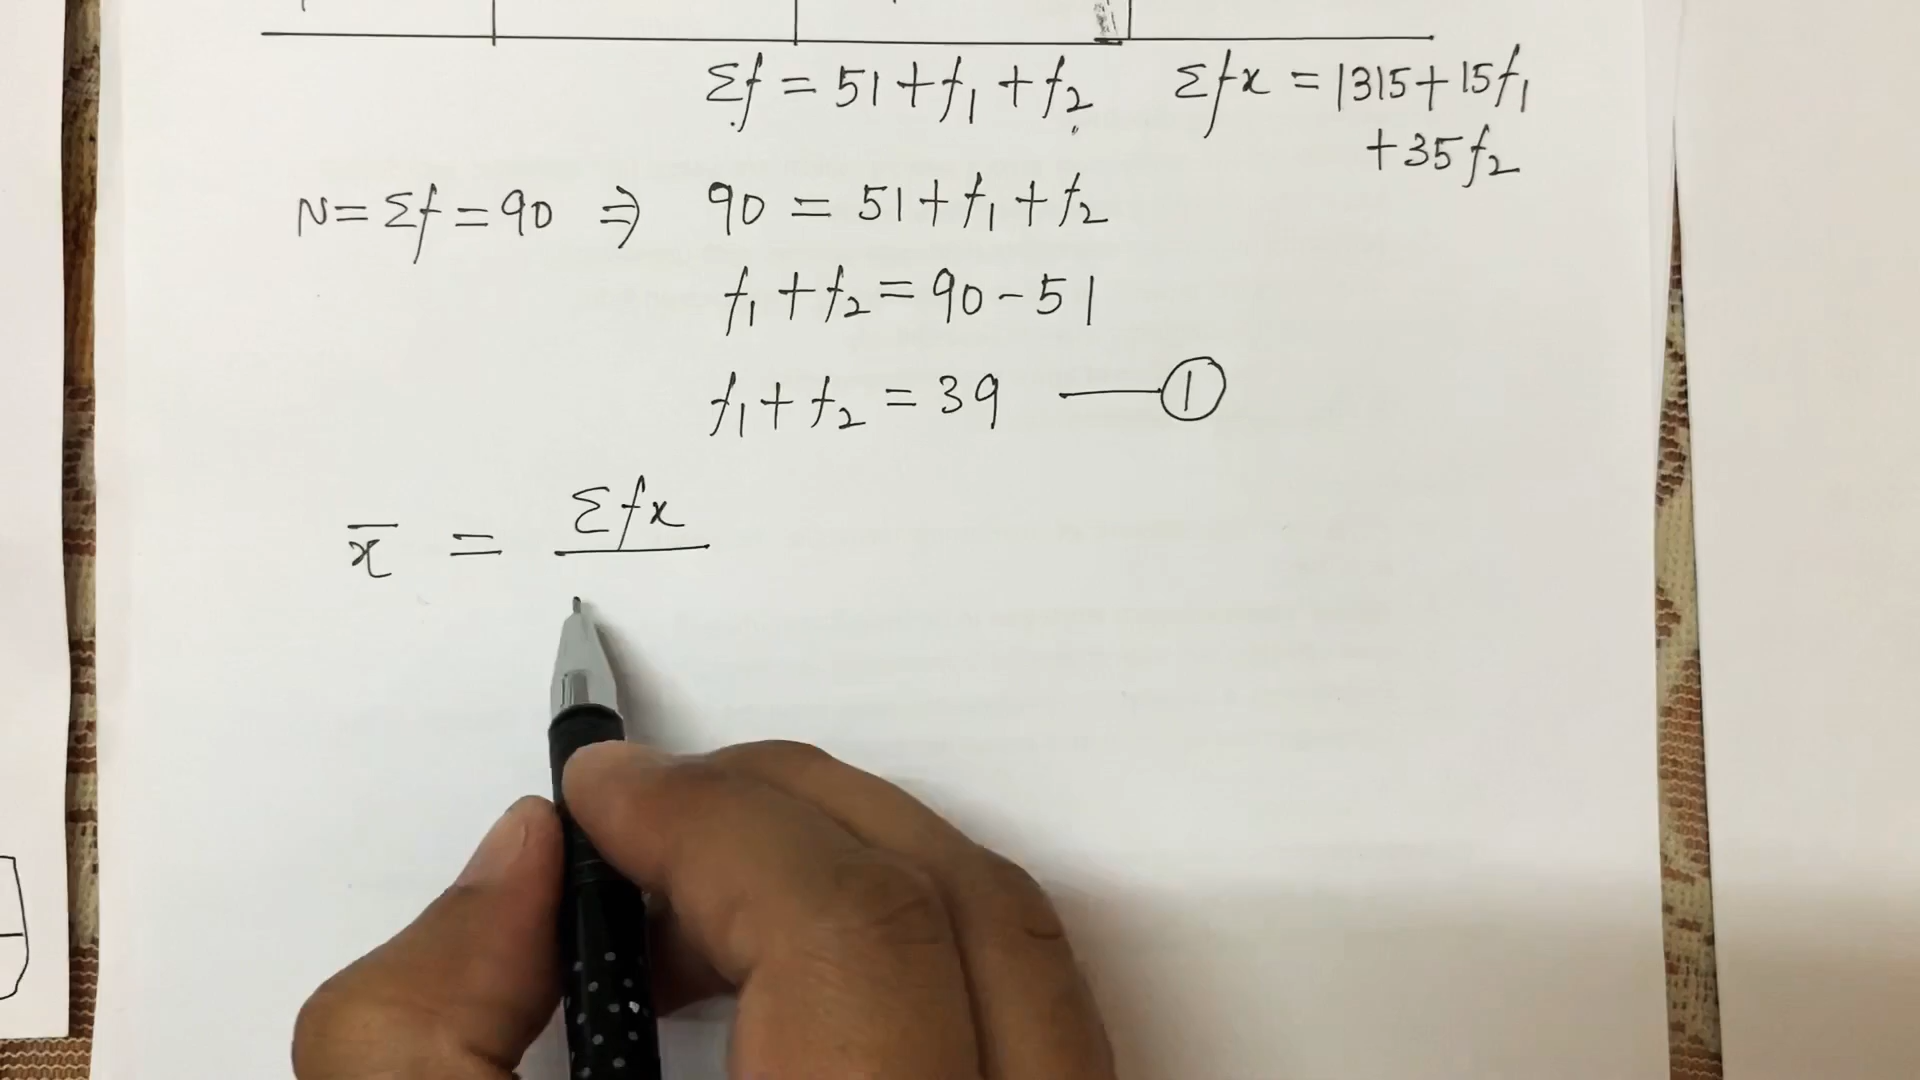 Σf = 51 + f₁ + f₂ Σfx = 1315 + 15f₁
+ 35f₂
N = Σf = 90 ⇒ 90 = 51 + f₁ + f₂
f₁ + f₂ = 90 - 51
f₁ + f₂ = 39 —— ①
x̄ = Σfx /